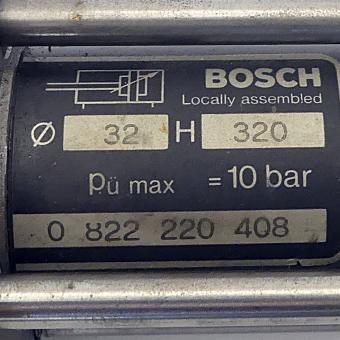 BOSCH
Locally assembled
Ø 32 H 320
pü max = 10 bar
0 822 220 408